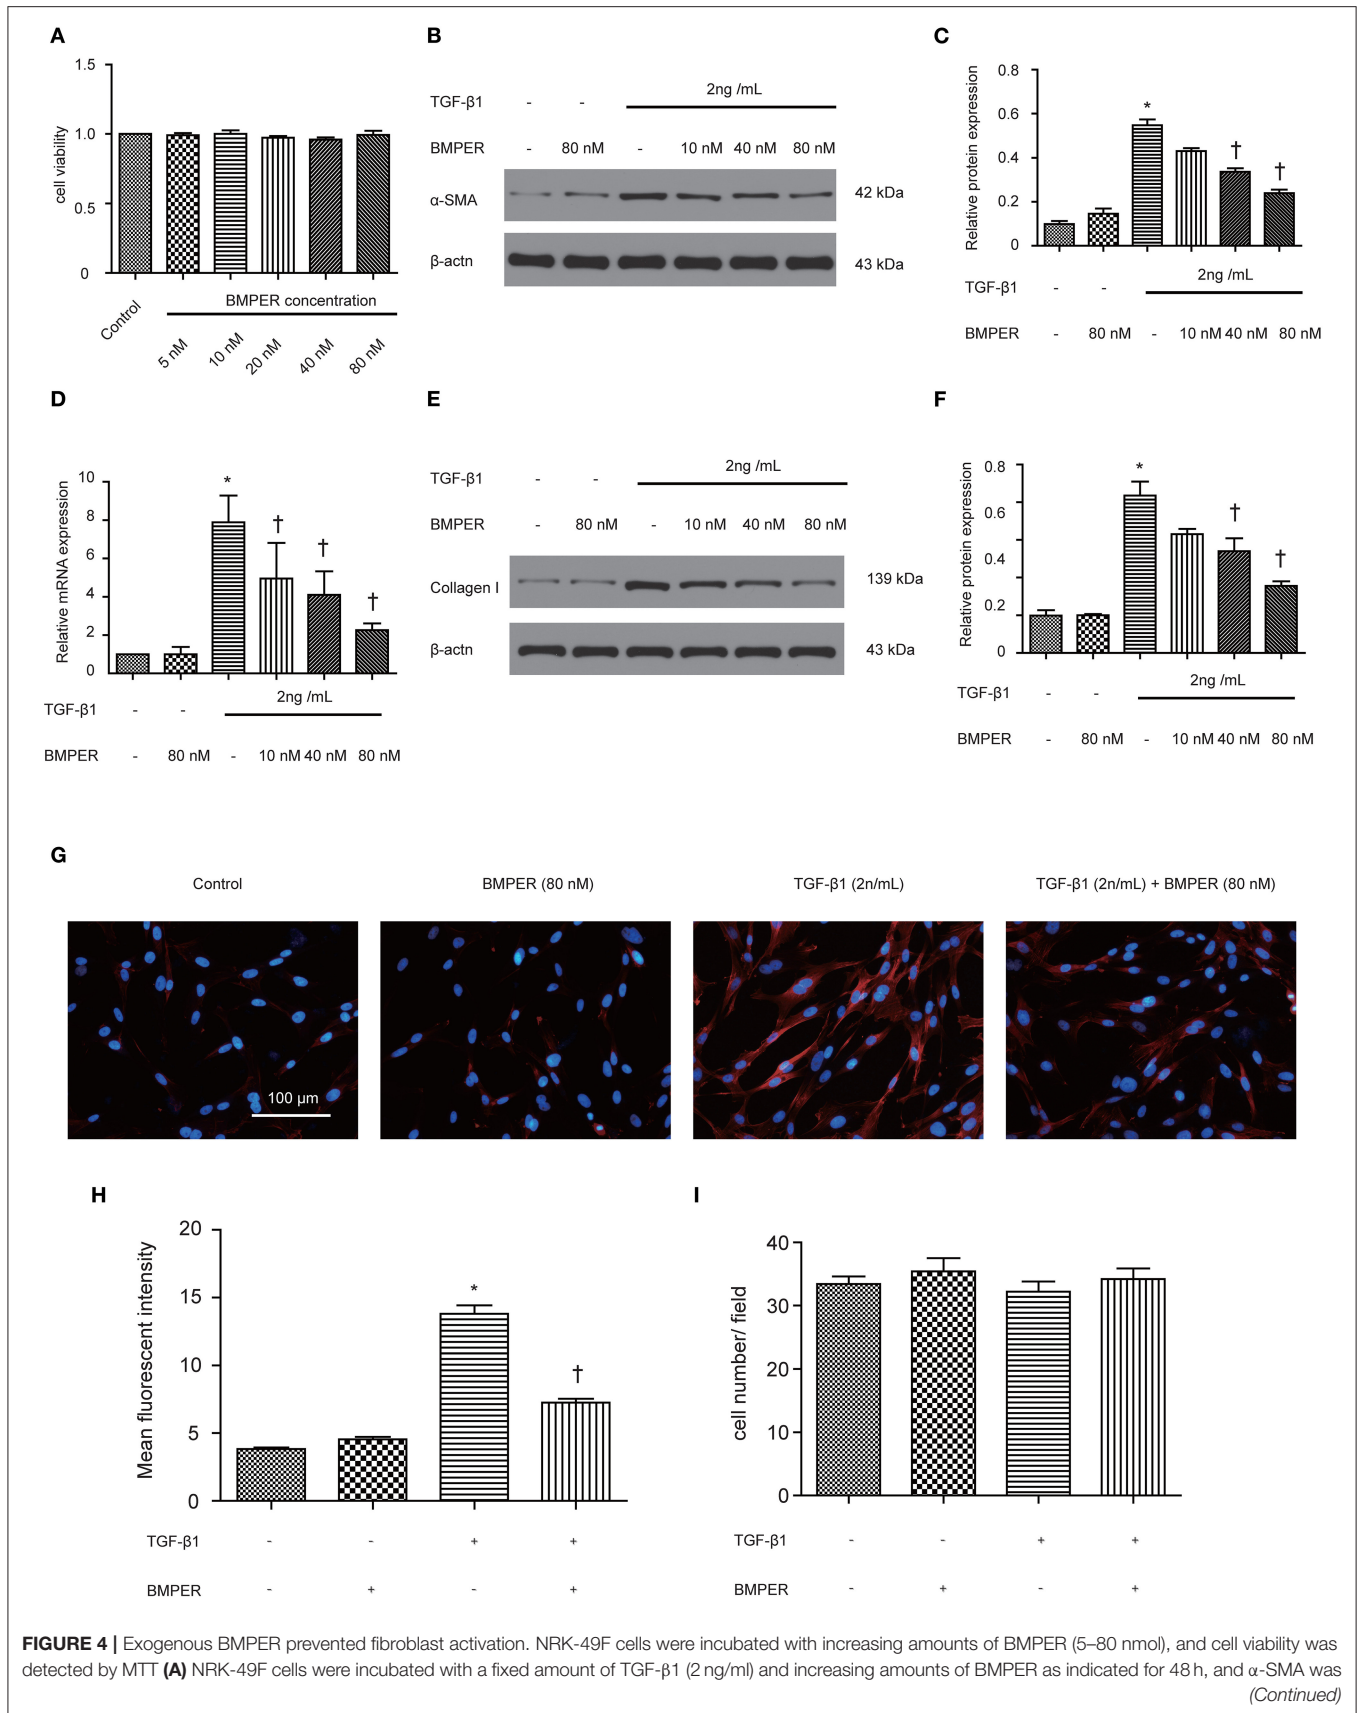 A
1.5
1.0
0.5
0
cell viability
Control
BMPER concentration
5 nM
10 nM
20 nM
40 nM
80 nM
B
2ng /mL
TGF-β1 - -
BMPER - 80 nM - 10 nM 40 nM 80 nM
α-SMA 42 kDa
β-actn 43 kDa
C
0.8
0.6
0.4
0.2
0
Relative protein expression
* † †
2ng /mL
TGF-β1 - -
BMPER - 80 nM - 10 nM 40 nM 80 nM
D
10
8
6
4
2
0
Relative mRNA expression
* † † †
2ng /mL
TGF-β1 - -
BMPER - 80 nM - 10 nM 40 nM 80 nM
E
2ng /mL
TGF-β1 - -
BMPER - 80 nM - 10 nM 40 nM 80 nM
Collagen I 139 kDa
β-actn 43 kDa
F
0.8
0.6
0.4
0.2
0
Relative protein expression
* † †
2ng /mL
TGF-β1 - -
BMPER - 80 nM - 10 nM 40 nM 80 nM
G
Control BMPER (80 nM) TGF-β1 (2n/mL) TGF-β1 (2n/mL) + BMPER (80 nM)
100 μm
H
20
15
10
5
0
Mean fluorescent intensity
* †
TGF-β1 - - + +
BMPER - + - +
I
40
30
20
10
0
cell number/ field
TGF-β1 - - + +
BMPER - + - +
FIGURE 4 | Exogenous BMPER prevented fibroblast activation. NRK-49F cells were incubated with increasing amounts of BMPER (5–80 nmol), and cell viability was
detected by MTT (A) NRK-49F cells were incubated with a fixed amount of TGF-β1 (2 ng/ml) and increasing amounts of BMPER as indicated for 48 h, and α-SMA was
(Continued)